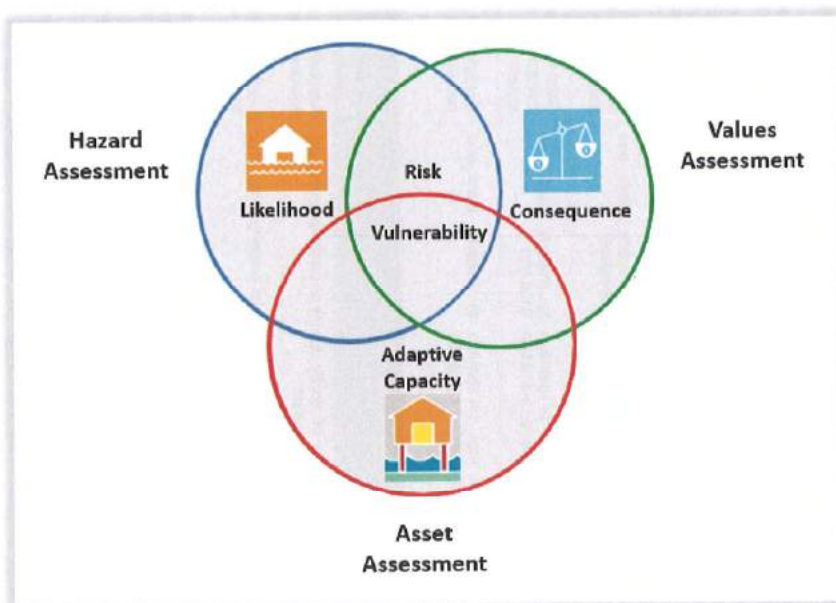 Hazard
Assessment
Values
Assessment
Likelihood
Risk
Consequence
Vulnerability
Adaptive
Capacity
Asset
Assessment